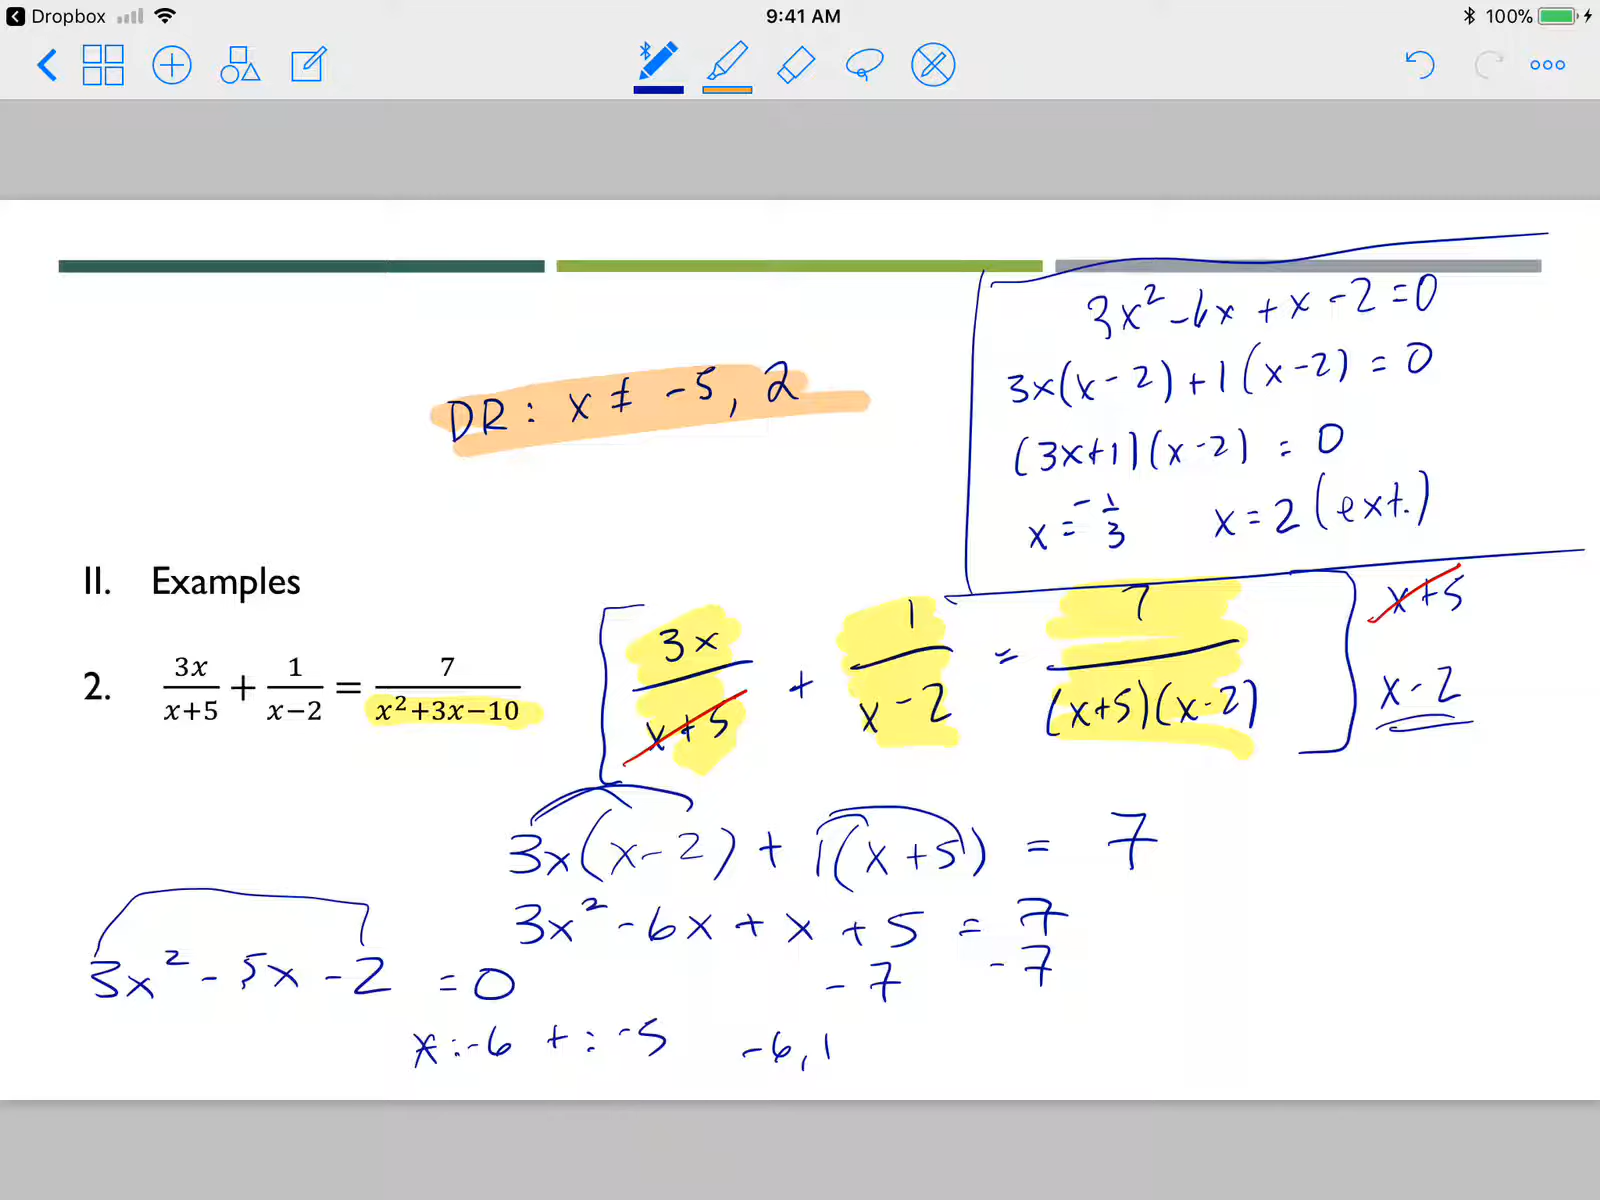 Dropbox 9:41 AM 100%
DR: x ≠ -5, 2
3x² -6x + x -2 = 0
3x(x-2) + 1(x-2) = 0
(3x+1)(x-2) = 0
x = -1/3 x = 2 (ext.)
II. Examples
2. 3x/(x+5) + 1/(x−2) = 7/(x²+3x−10)
[3x/(x+5) + 1/(x-2) = 7/((x+5)(x-2))] x+5
x-2
3x(x-2) + 1(x+5) = 7
3x² -6x + x + 5 = 7
-7 -7
3x² - 5x - 2 = 0
x: -6 +: -5 -6, 1